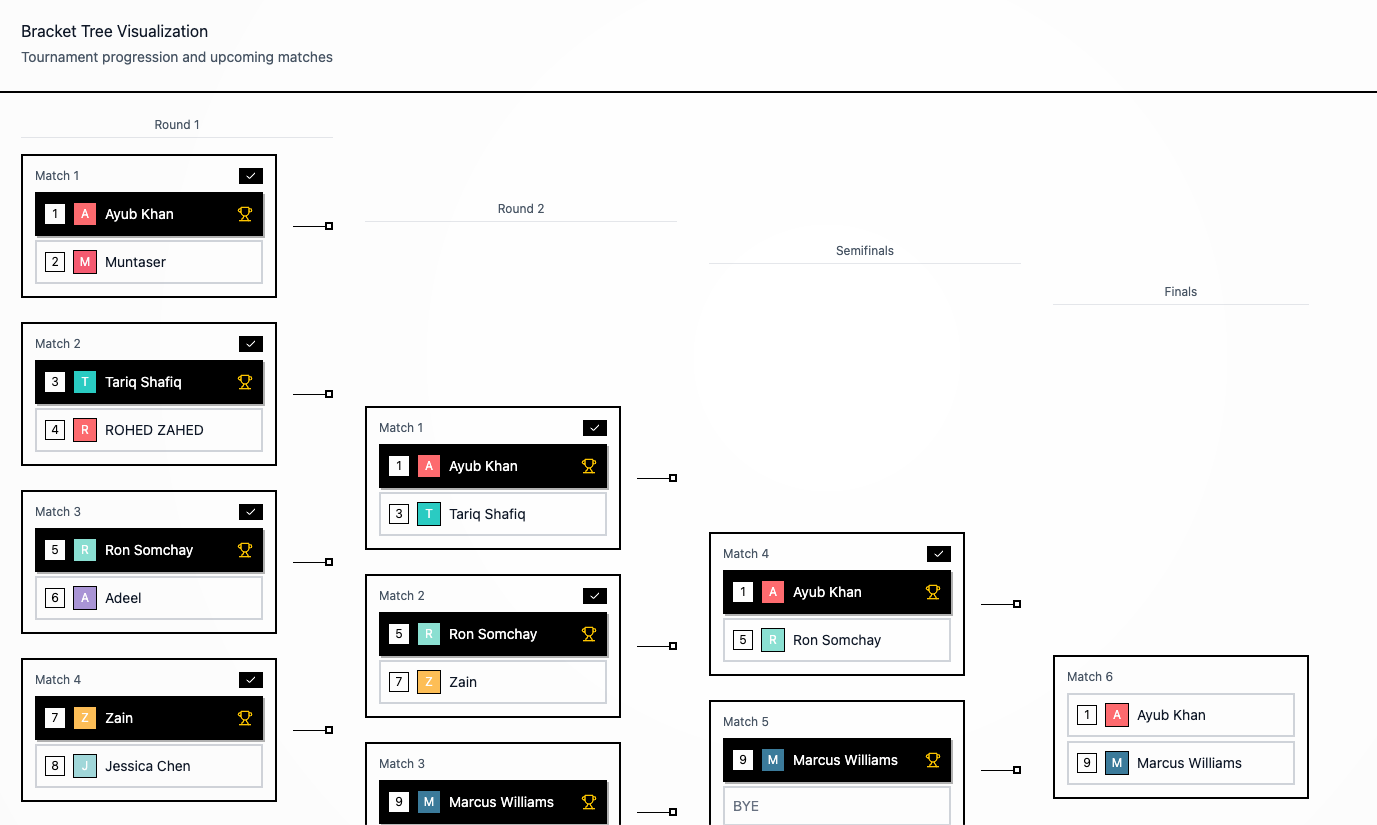 Bracket Tree Visualization
Tournament progression and upcoming matches
Round 1
Match 1
1 A Ayub Khan
2 M Muntaser
Match 2
3 T Tariq Shafiq
4 R ROHED ZAHED
Match 3
5 R Ron Somchay
6 A Adeel
Match 4
7 Z Zain
8 J Jessica Chen
Round 2
Match 1
1 A Ayub Khan
3 T Tariq Shafiq
Match 2
5 R Ron Somchay
7 Z Zain
Match 3
9 M Marcus Williams
Semifinals
Match 4
1 A Ayub Khan
5 R Ron Somchay
Match 5
9 M Marcus Williams
BYE
Finals
Match 6
1 A Ayub Khan
9 M Marcus Williams